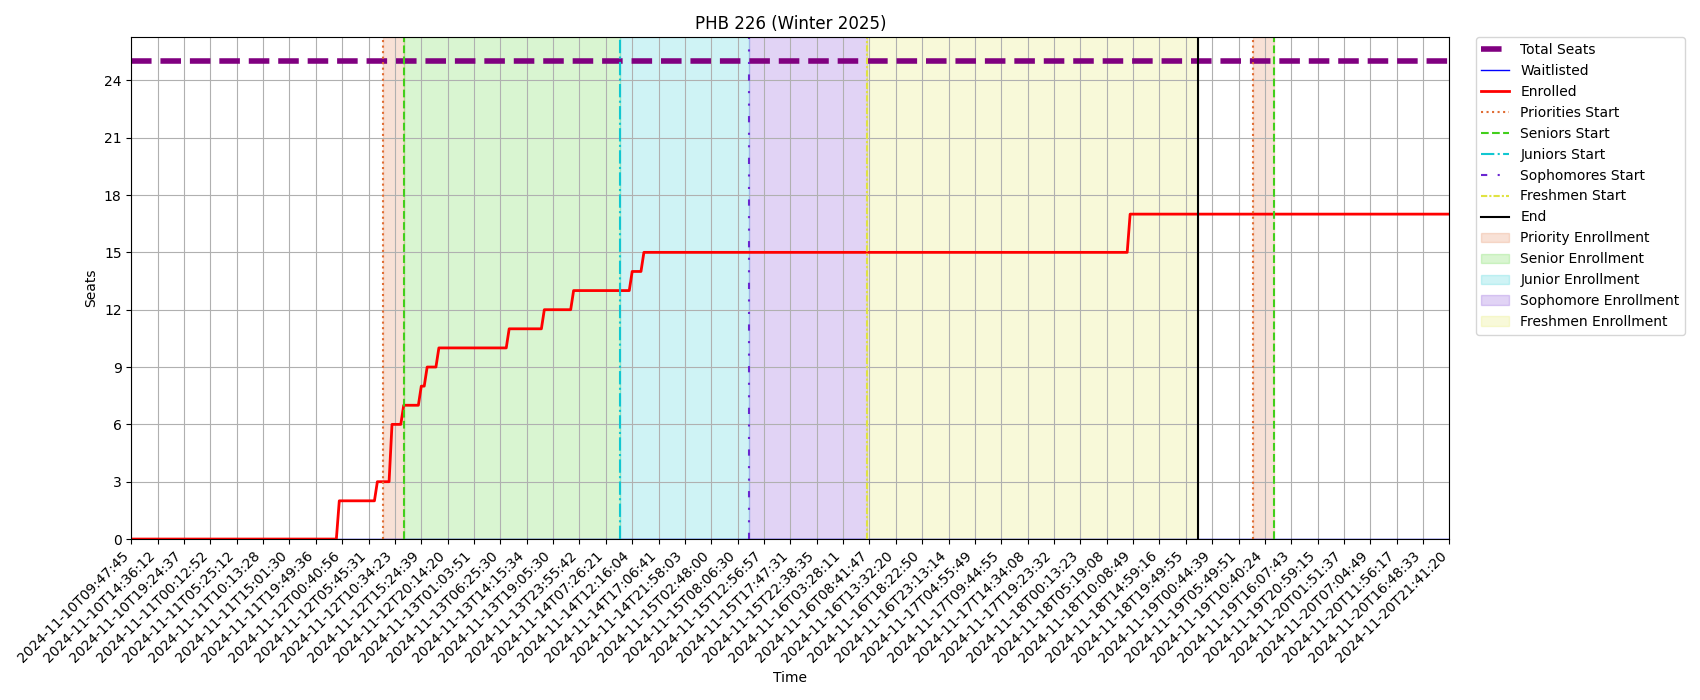 PHB 226 (Winter 2025)
Total Seats
Waitlisted
Enrolled
Priorities Start
Seniors Start
Juniors Start
Sophomores Start
Freshmen Start
End
Priority Enrollment
Senior Enrollment
Junior Enrollment
Sophomore Enrollment
Freshmen Enrollment
Seats
24
21
18
15
12
9
6
3
0
2024-11-10T09:47:45
2024-11-10T14:36:12
2024-11-10T19:24:37
2024-11-11T00:12:52
2024-11-11T05:25:12
2024-11-11T10:13:28
2024-11-11T15:01:30
2024-11-11T19:49:36
2024-11-12T00:40:56
2024-11-12T05:45:31
2024-11-12T10:34:23
2024-11-12T15:24:39
2024-11-12T20:14:20
2024-11-13T01:03:51
2024-11-13T06:25:30
2024-11-13T14:15:34
2024-11-13T19:05:30
2024-11-13T23:55:42
2024-11-14T07:26:21
2024-11-14T12:16:04
2024-11-14T17:06:41
2024-11-14T21:58:03
2024-11-15T02:48:00
2024-11-15T08:06:30
2024-11-15T12:56:57
2024-11-15T17:47:31
2024-11-15T22:38:35
2024-11-16T03:28:11
2024-11-16T08:41:47
2024-11-16T13:32:20
2024-11-16T18:22:50
2024-11-16T23:13:14
2024-11-17T04:55:49
2024-11-17T09:44:55
2024-11-17T14:34:08
2024-11-17T19:23:32
2024-11-18T00:13:23
2024-11-18T05:19:08
2024-11-18T10:08:49
2024-11-18T14:59:16
2024-11-18T19:49:55
2024-11-19T00:44:39
2024-11-19T05:49:51
2024-11-19T10:40:24
2024-11-19T16:07:43
2024-11-19T20:59:15
2024-11-20T01:51:37
2024-11-20T07:04:49
2024-11-20T11:56:17
2024-11-20T16:48:33
2024-11-20T21:41:20
Time